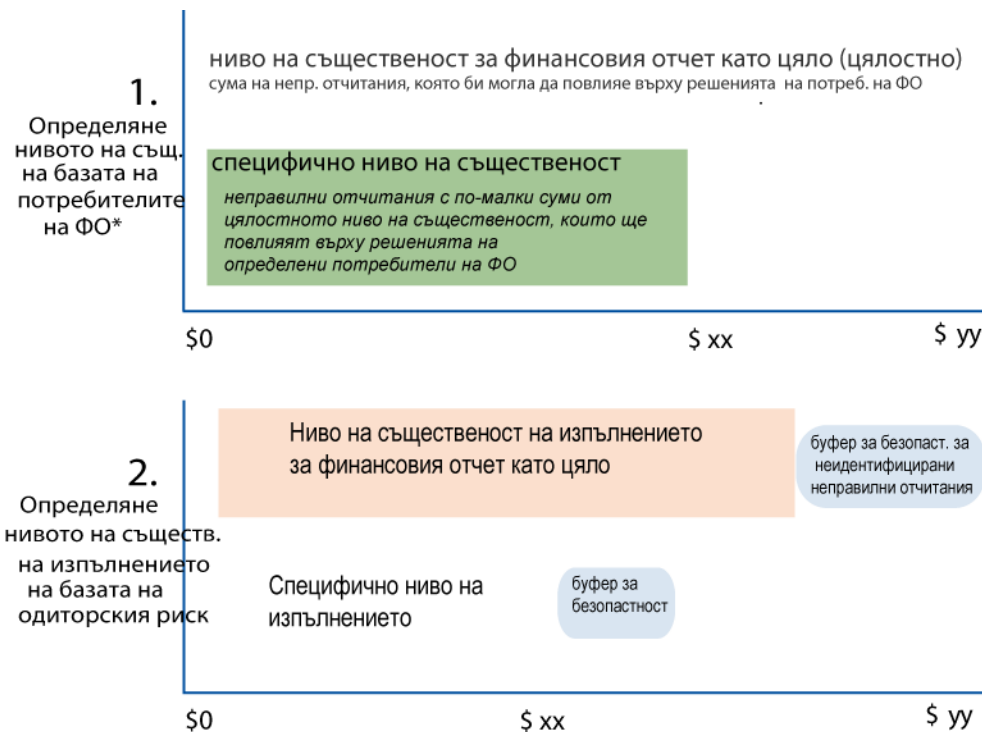 ниво на същественост за финансовия отчет като цяло (цялостно)
сума на непр. отчитания, която би могла да повлияе върху решенията на потреб. на ФО
1.
Определяне
нивото на същ.
на базата на
потребителите
на ФО*
специфично ниво на същественост
неправилни отчитания с по-малки суми от
цялостното ниво на същественост, които ще
повлияят върху решенията на
определени потребители на ФО
$0
$ xx
$ yy
2.
Определяне
нивото на съществ.
на изпълнението
на базата на
одиторския риск
Ниво на същественост на изпълнението
за финансовия отчет като цяло
буфер за безопаст. за
неидентифицирани
неправилни отчитания
Специфично ниво на
изпълнението
буфер за
безопастност
$0
$ xx
$ yy